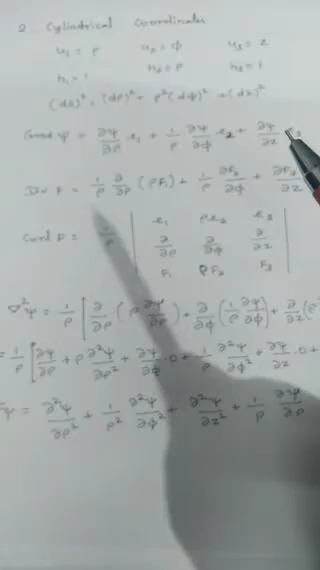 2. Cylindrical Coordinates
u₁ = ρ u₂ = φ u₃ = z
h₁ = 1 h₂ = ρ h₃ = 1
(ds)² = (dρ)² + ρ²(dφ)² + (dz)²
Grad ψ = ∂ψ/∂ρ e₁ + 1/ρ ∂ψ/∂φ e₂ + ∂ψ/∂z
Div F = 1/ρ ∂/∂ρ (ρF₁) + 1/ρ ∂F₂/∂φ + ∂F₃/∂z
Curl F = 1/ρ | e₁ ρe₂ e₃
∂/∂ρ ∂/∂φ ∂/∂z
F₁ ρF₂ F₃ |
∇²ψ = 1/ρ [ ∂/∂ρ (ρ ∂ψ/∂ρ) + ∂/∂φ (1/ρ ∂ψ/∂φ) + ∂/∂z (ρ
= 1/ρ [ ∂ψ/∂ρ + ρ ∂²ψ/∂ρ² + ∂ψ/∂φ · 0 + 1/ρ ∂²ψ/∂φ² + ∂ψ/∂z · 0 +
ψ = ∂²ψ/∂ρ² + 1/ρ² ∂²ψ/∂φ² + ∂²ψ/∂z² + 1/ρ ∂ψ/∂ρ